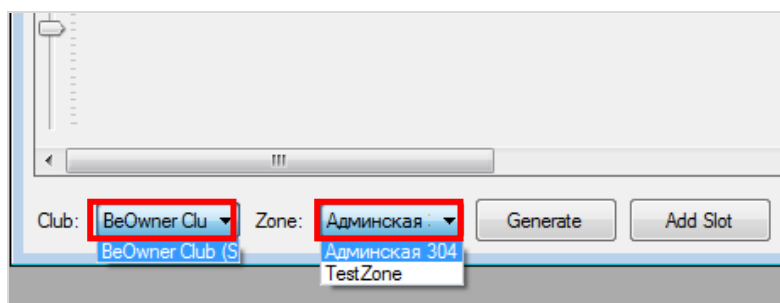 Club: BeOwner Clu Zone: Админская Generate Add Slot
BeOwner Club (S Админская 304
TestZone